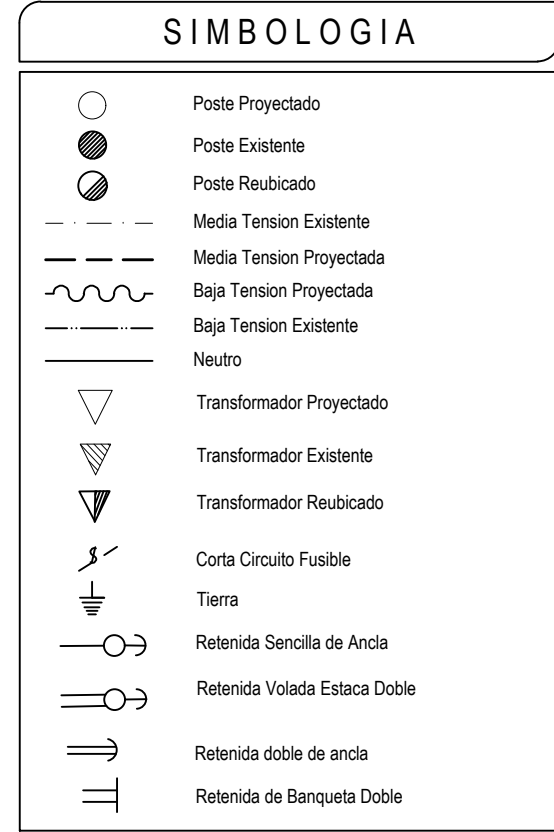 SIMBOLOGIA
Poste Proyectado
Poste Existente
Poste Reubicado
Media Tension Existente
Media Tension Proyectada
Baja Tension Proyectada
Baja Tension Existente
Neutro
Transformador Proyectado
Transformador Existente
Transformador Reubicado
Corta Circuito Fusible
Tierra
Retenida Sencilla de Ancla
Retenida Volada Estaca Doble
Retenida doble de ancla
Retenida de Banqueta Doble